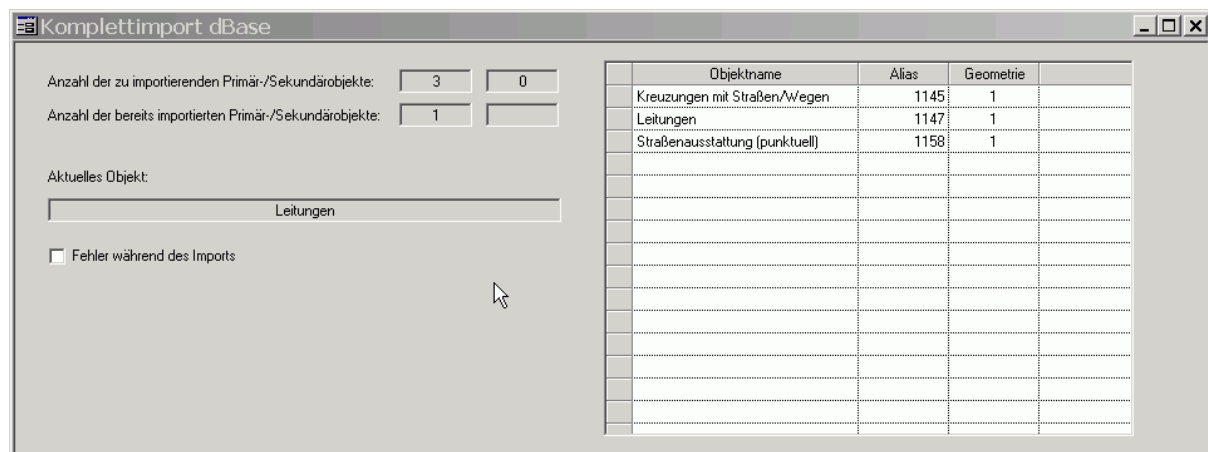 Komplettimport dBase
Anzahl der zu importierenden Primär-/Sekundärobjekte: 3 0
Anzahl der bereits importierten Primär-/Sekundärobjekte: 1
Aktuelles Objekt:
Leitungen
Fehler während des Imports
Objektname Alias Geometrie
Kreuzungen mit Straßen/Wegen 1145 1
Leitungen 1147 1
Straßenausstattung (punktuell) 1158 1